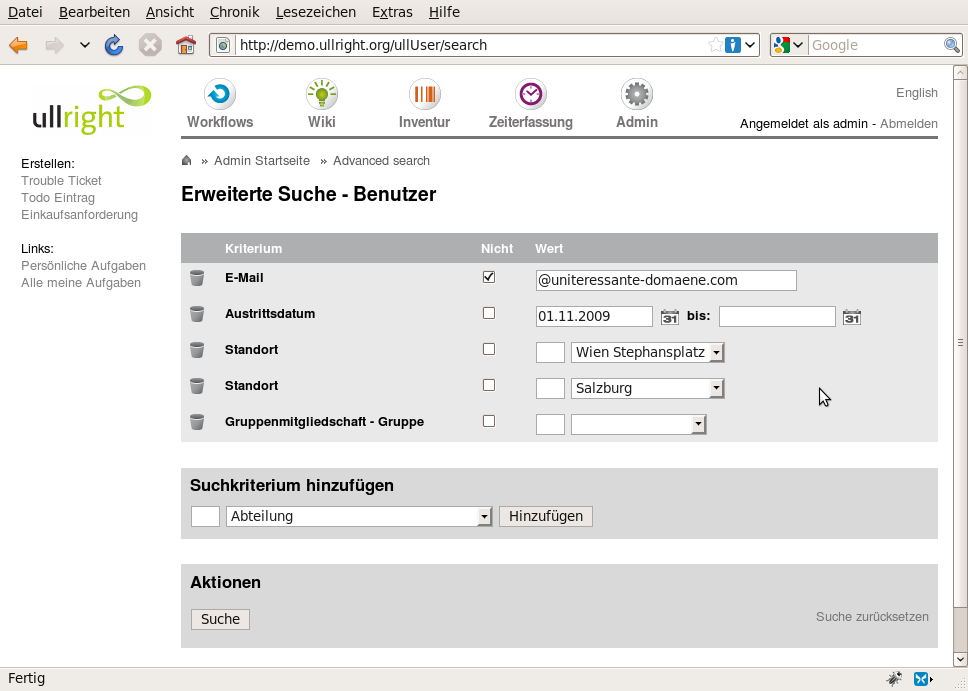 Datei Bearbeiten Ansicht Chronik Lesezeichen Extras Hilfe
http://demo.ullright.org/ullUser/search
Google
ullright
Workflows Wiki Inventur Zeiterfassung Admin
English
Angemeldet als admin - Abmelden
Erstellen:
Trouble Ticket
Todo Eintrag
Einkaufsanforderung
Links:
Persönliche Aufgaben
Alle meine Aufgaben
» Admin Startseite » Advanced search
Erweiterte Suche - Benutzer
Kriterium Nicht Wert
E-Mail @uniteressante-domaene.com
Austrittsdatum 01.11.2009 31 bis: 31
Standort Wien Stephansplatz
Standort Salzburg
Gruppenmitgliedschaft - Gruppe
Suchkriterium hinzufügen
Abteilung Hinzufügen
Aktionen
Suche Suche zurücksetzen
Fertig